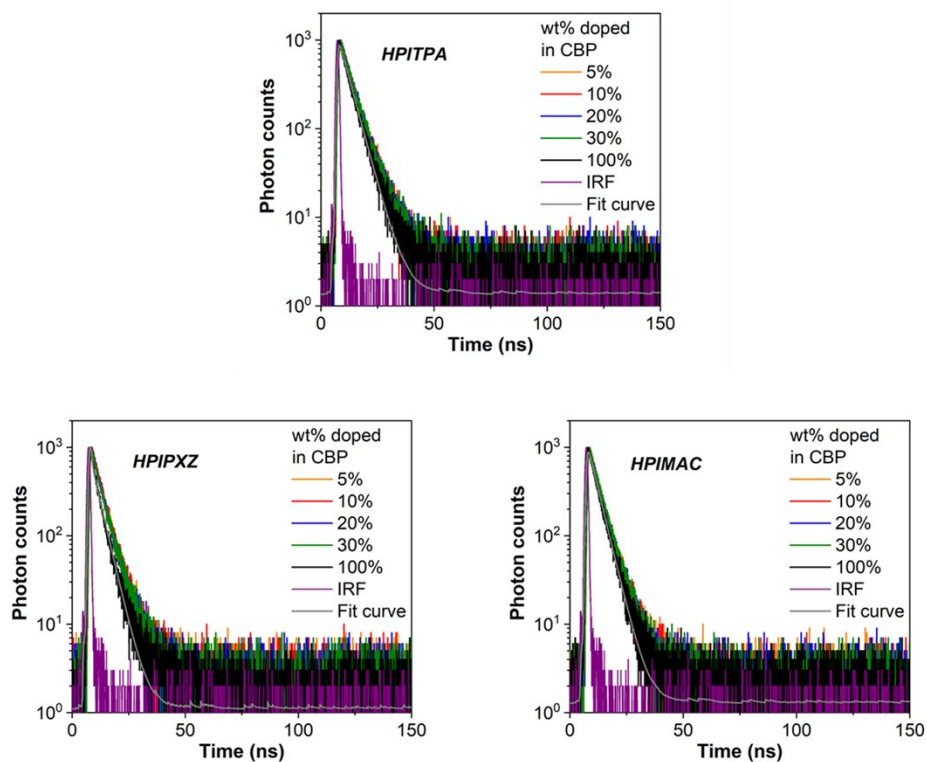 HPITPA
wt% doped
in CBP
5%
10%
20%
30%
100%
IRF
Fit curve
Photon counts
10³
10²
10¹
10⁰
0
50
100
150
Time (ns)
HPIPXZ
wt% doped
in CBP
5%
10%
20%
30%
100%
IRF
Fit curve
Photon counts
10³
10²
10¹
10⁰
0
50
100
150
Time (ns)
HPIMAC
wt% doped
in CBP
5%
10%
20%
30%
100%
IRF
Fit curve
Photon counts
10³
10²
10¹
10⁰
0
50
100
150
Time (ns)